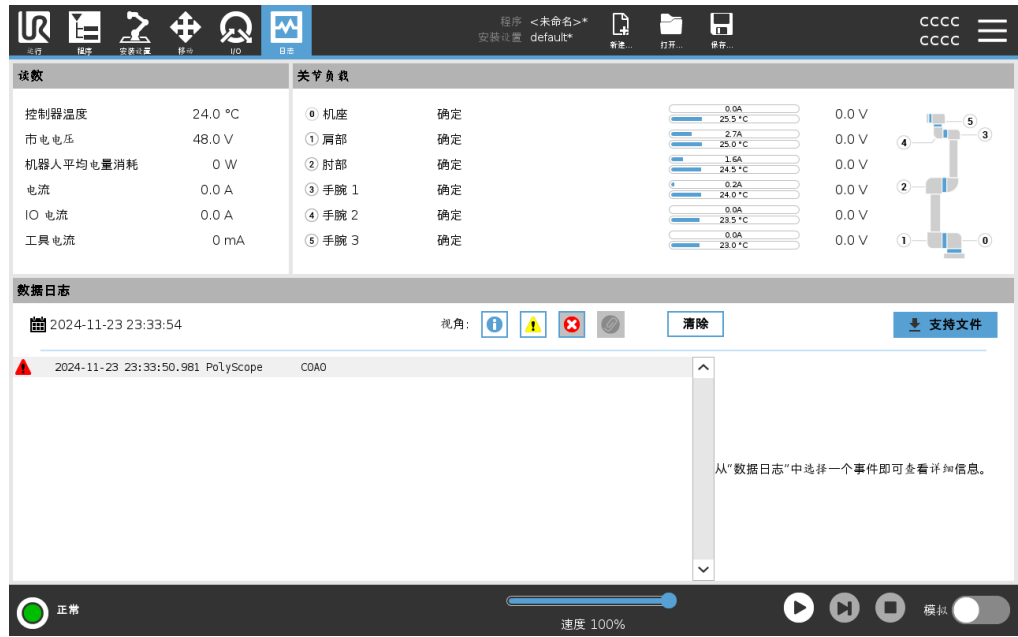 UR
程序 <未命名>*
安装设置 default*
运行 程序 安装设置 移动 I/O 日志 新建... 打开... 保存...
CCCC
CCCC
读数 关节负载
控制器温度 24.0 °C
市电电压 48.0 V
机器人平均电量消耗 0 W
电流 0.0 A
IO 电流 0.0 A
工具电流 0 mA
0 机座 确定 0.0A 25.5 °C 0.0 V
1 肩部 确定 2.7A 25.0 °C 0.0 V
2 肘部 确定 1.6A 24.5 °C 0.0 V
3 手腕 1 确定 0.2A 24.0 °C 0.0 V
4 手腕 2 确定 0.0A 23.5 °C 0.0 V
5 手腕 3 确定 0.0A 23.0 °C 0.0 V
5
3
4
2
1 0
数据日志
2024-11-23 23:33:54 视角: 清除 支持文件
2024-11-23 23:33:50.981 PolyScope C0A0
从“数据日志”中选择一个事件即可查看详细信息。
正常
速度 100%
模拟